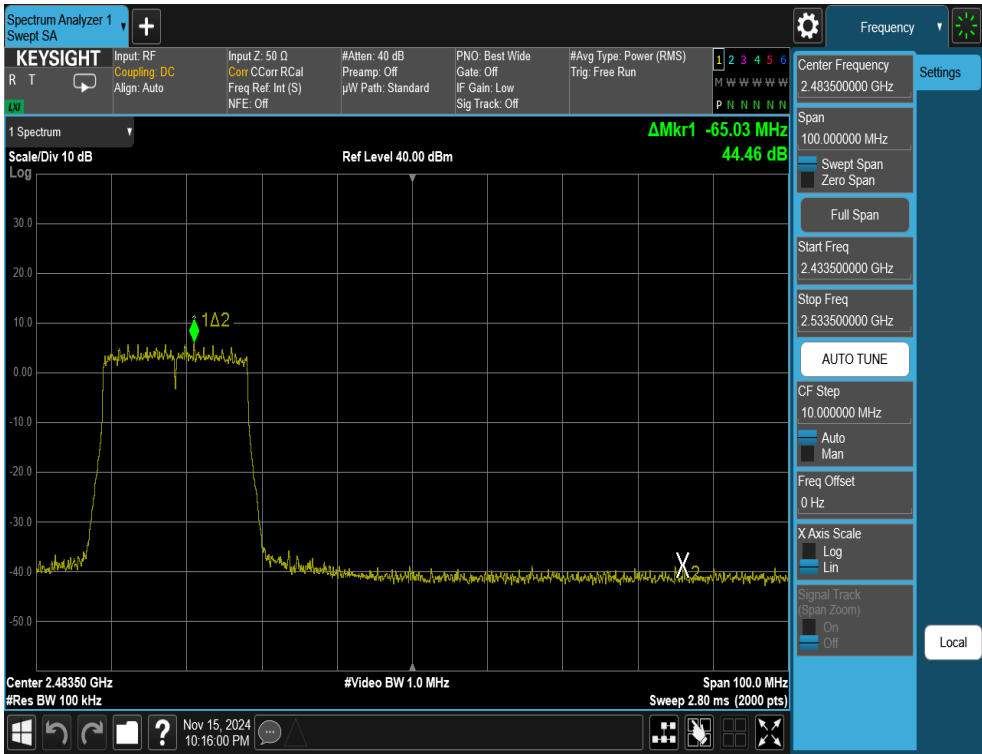 Spectrum Analyzer 1
Swept SA
+
Frequency
KEYSIGHT
R T
LXI
Input: RF
Coupling: DC
Align: Auto
Input Z: 50 Ω
Corr CCorr RCal
Freq Ref: Int (S)
NFE: Off
#Atten: 40 dB
Preamp: Off
µW Path: Standard
PNO: Best Wide
Gate: Off
IF Gain: Low
Sig Track: Off
#Avg Type: Power (RMS)
Trig: Free Run
1 2 3 4 5 6
M W W W W W
P N N N N N
1 Spectrum
ΔMkr1 -65.03 MHz
44.46 dB
Scale/Div 10 dB
Ref Level 40.00 dBm
Log
30.0
20.0
10.0
0.00
-10.0
-20.0
-30.0
-40.0
-50.0
1Δ2
X2
Center 2.48350 GHz
#Video BW 1.0 MHz
Span 100.0 MHz
#Res BW 100 kHz
Sweep 2.80 ms (2000 pts)
Nov 15, 2024
10:16:00 PM
?
Center Frequency
2.483500000 GHz
Settings
Span
100.000000 MHz
Swept Span
Zero Span
Full Span
Start Freq
2.433500000 GHz
Stop Freq
2.533500000 GHz
AUTO TUNE
CF Step
10.000000 MHz
Auto
Man
Freq Offset
0 Hz
X Axis Scale
Log
Lin
Signal Track
(Span Zoom)
On
Off
Local